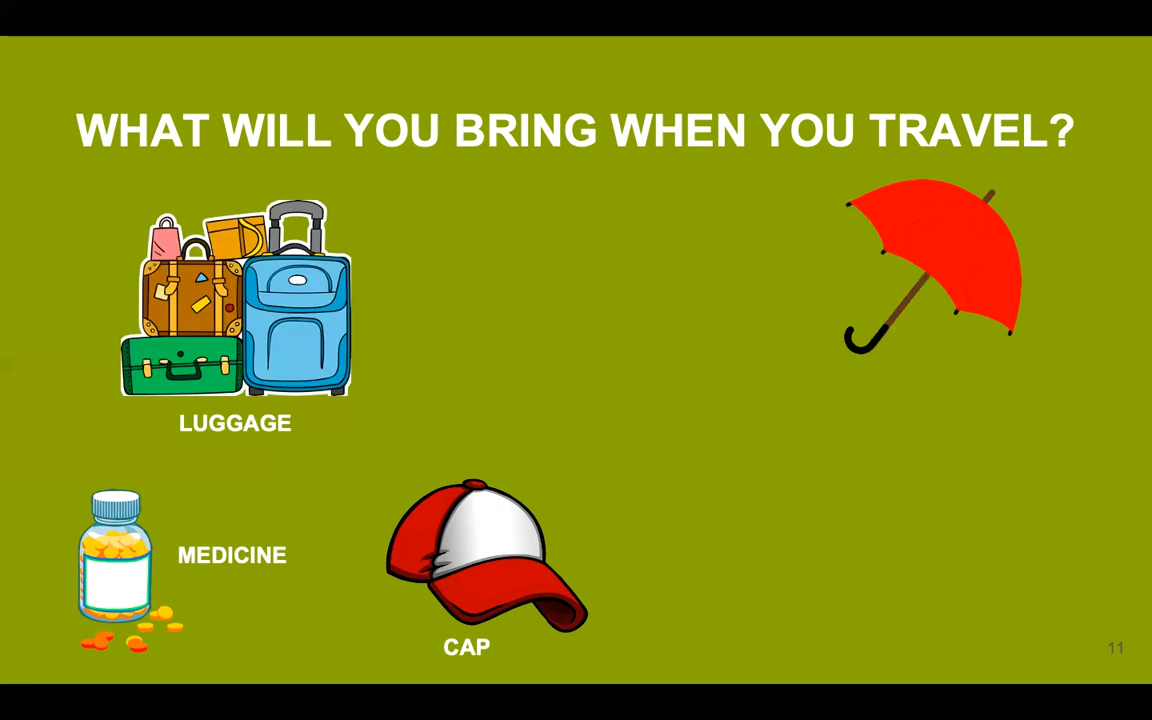 WHAT WILL YOU BRING WHEN YOU TRAVEL?
LUGGAGE
MEDICINE
CAP
11